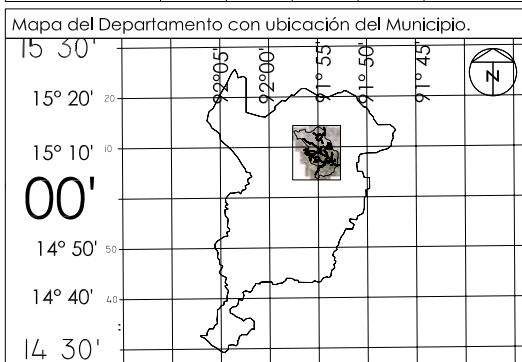 Mapa del Departamento con ubicación del Municipio.
15 30'
92°05' 92°00' 91°55' 91°50' 91°45'
N
15° 20' 20
15° 10' 10
00'
14° 50' 50
14° 40' 40
14 30'